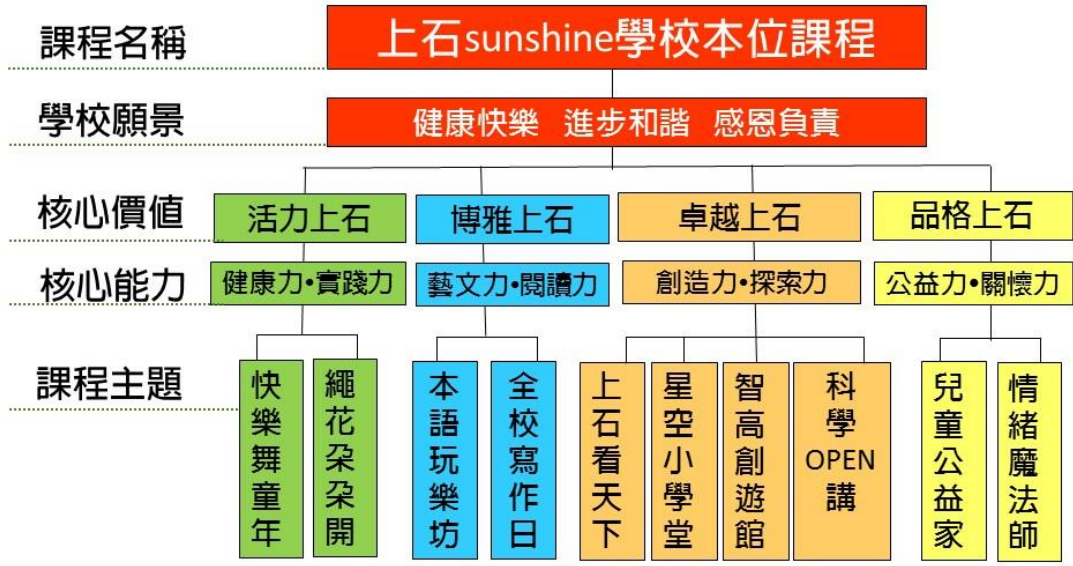 課程名稱
上石sunshine學校本位課程
學校願景
健康快樂 進步和諧 感恩負責
核心價值
活力上石
博雅上石
卓越上石
品格上石
核心能力
健康力•實踐力
藝文力•閱讀力
創造力•探索力
公益力•關懷力
課程主題
快樂舞童年
繩花朶朶開
本語玩樂坊
全校寫作日
上石看天下
星空小學堂
智高創遊館
科學OPEN講
兒童公益家
情緒魔法師